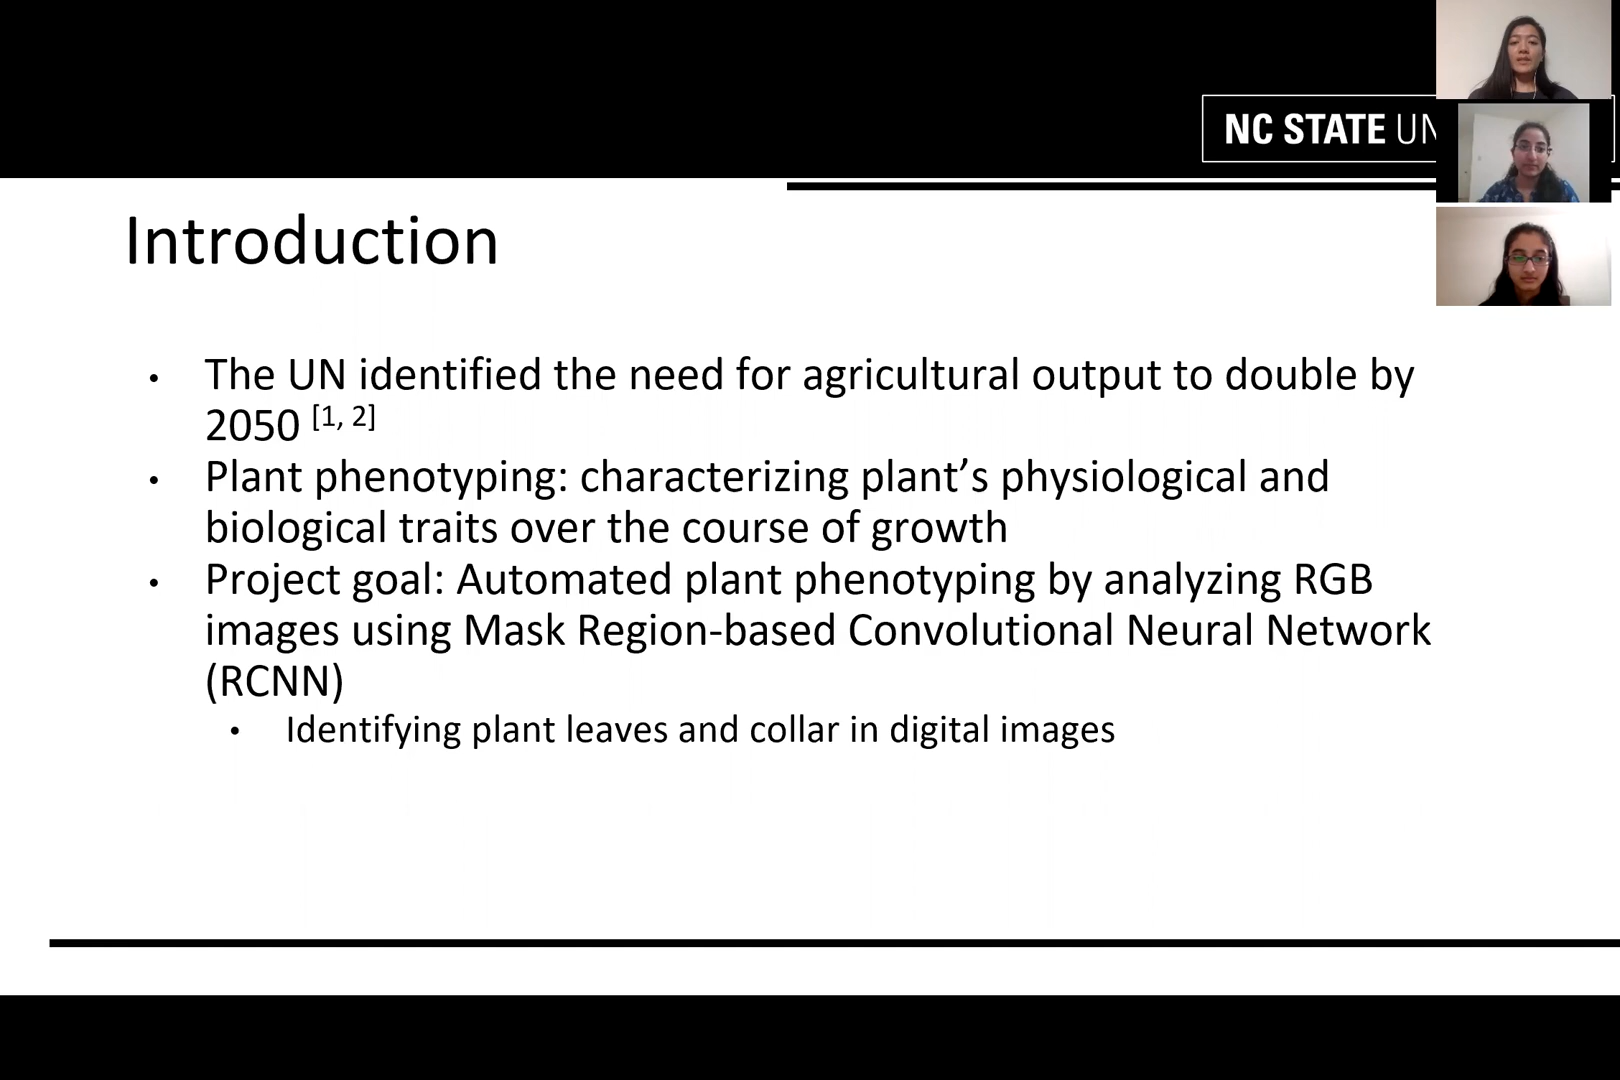 NC STATE
Introduction
• The UN identified the need for agricultural output to double by
2050 [1, 2]
• Plant phenotyping: characterizing plant’s physiological and
biological traits over the course of growth
• Project goal: Automated plant phenotyping by analyzing RGB
images using Mask Region-based Convolutional Neural Network
(RCNN)
• Identifying plant leaves and collar in digital images